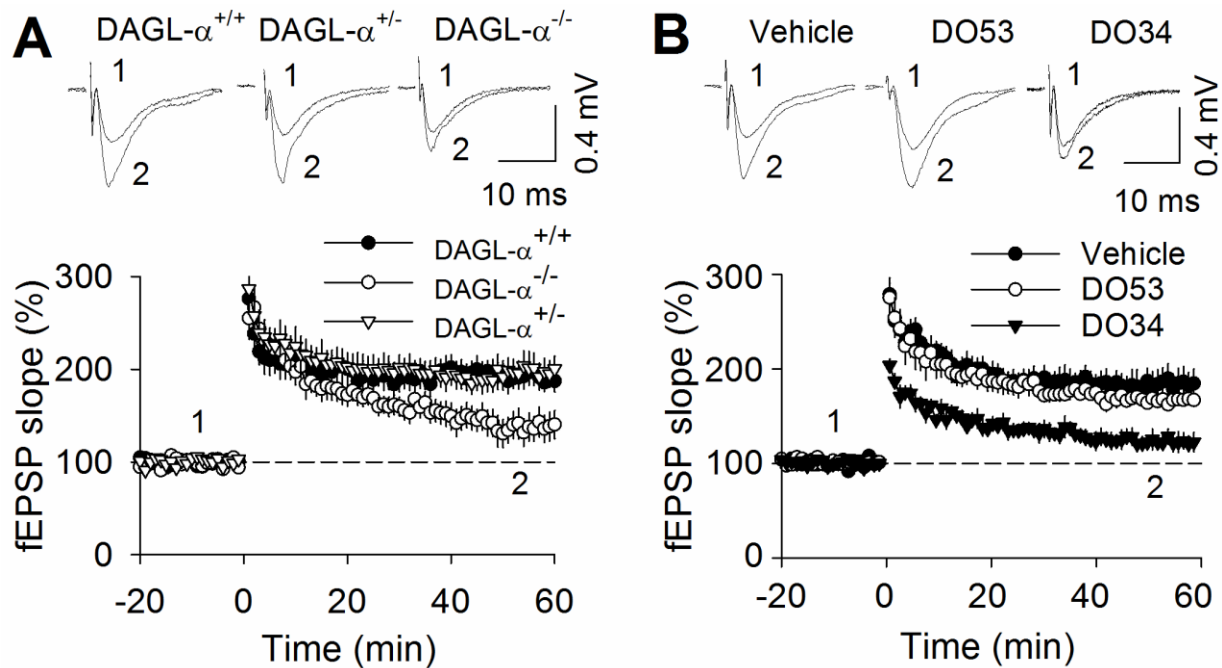 A
DAGL-α+/+ DAGL-α+/- DAGL-α-/-
1 1 1
2 2 2
0.4 mV
10 ms
DAGL-α+/+
DAGL-α-/-
DAGL-α+/-
fEPSP slope (%)
300
200
100
0
1
2
-20 0 20 40 60
Time (min)
B
Vehicle DO53 DO34
1 1 1
2 2 2
0.4 mV
10 ms
Vehicle
DO53
DO34
fEPSP slope (%)
300
200
100
0
1
2
-20 0 20 40 60
Time (min)